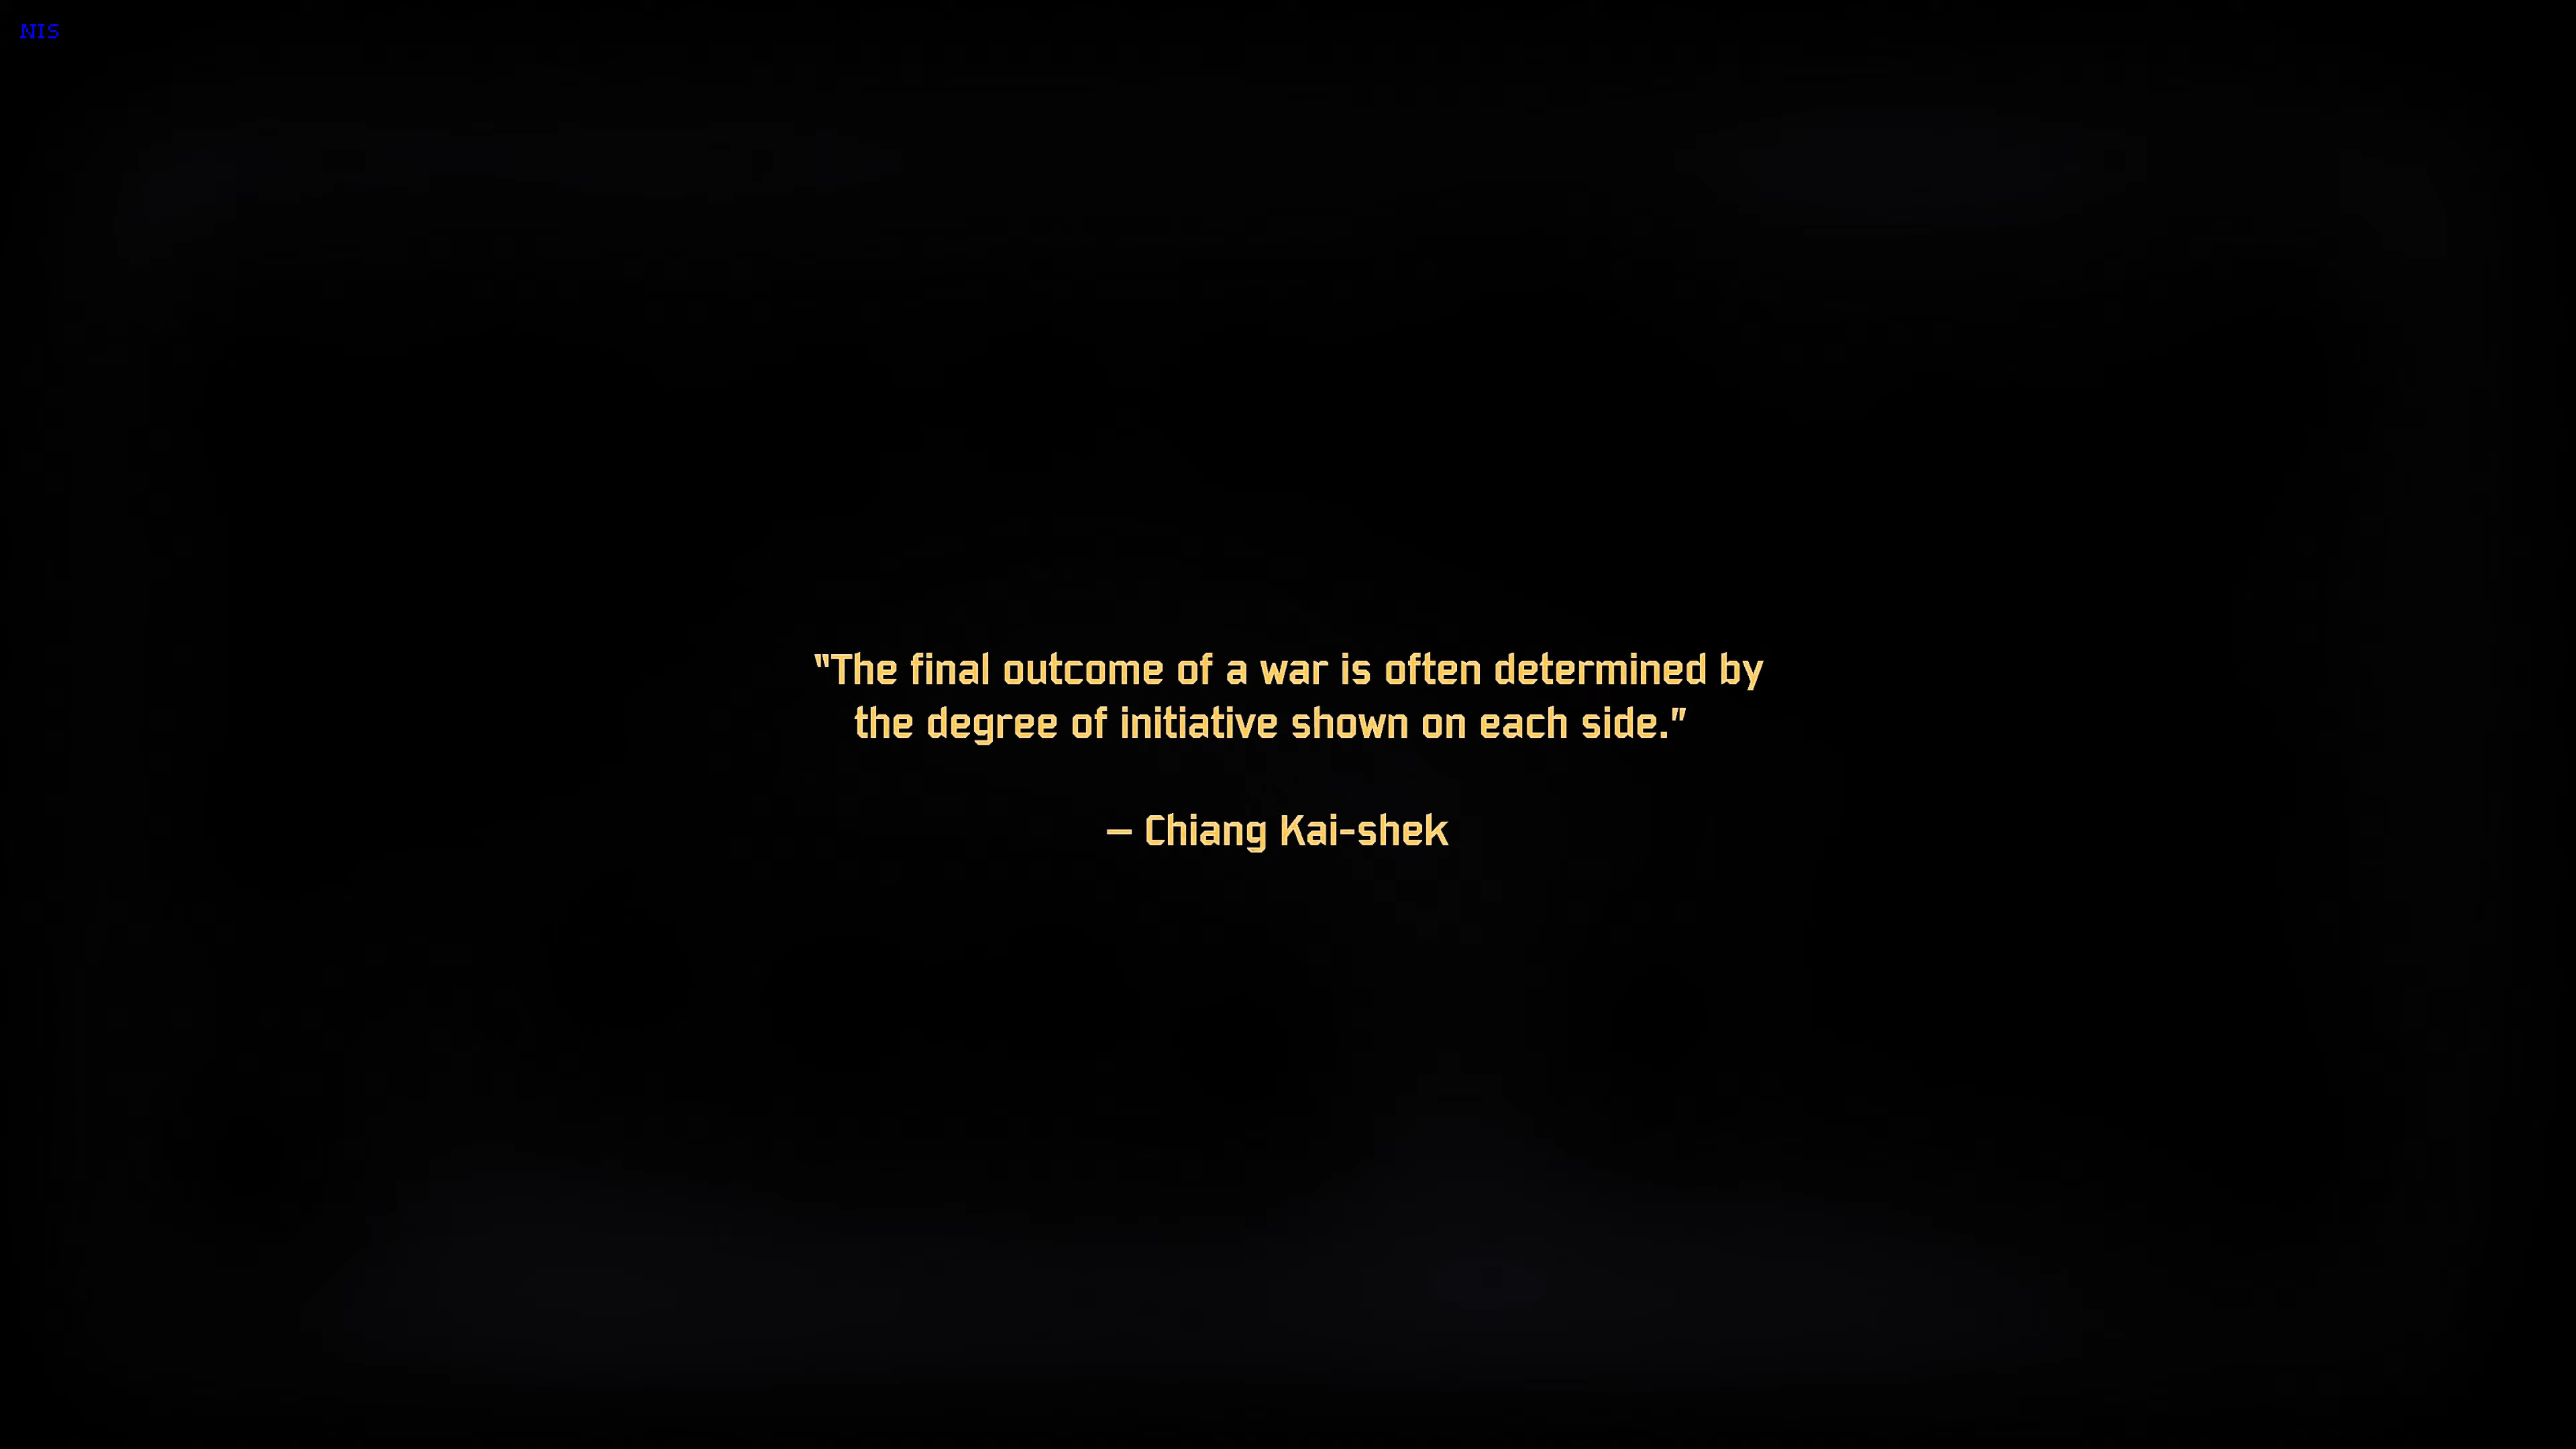 NIS
"The final outcome of a war is often determined by
the degree of initiative shown on each side."
— Chiang Kai-shek